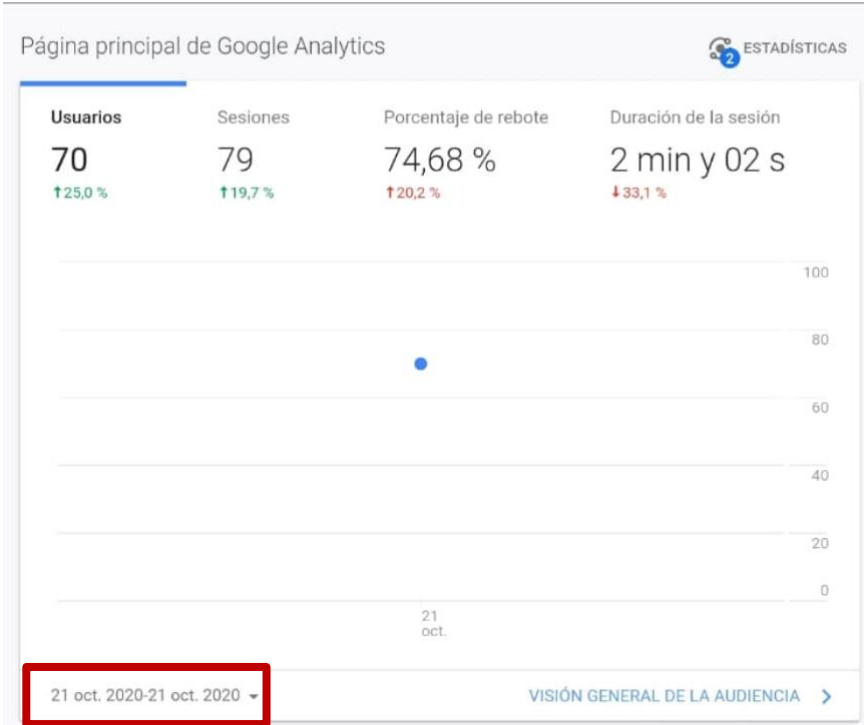 Página principal de Google Analytics
2 ESTADÍSTICAS
Usuarios Sesiones Porcentaje de rebote Duración de la sesión
70 79 74,68 % 2 min y 02 s
↑25,0 % ↑19,7 % ↑20,2 % ↓33,1 %
100
80
60
40
20
0
21
oct.
21 oct. 2020-21 oct. 2020 VISIÓN GENERAL DE LA AUDIENCIA